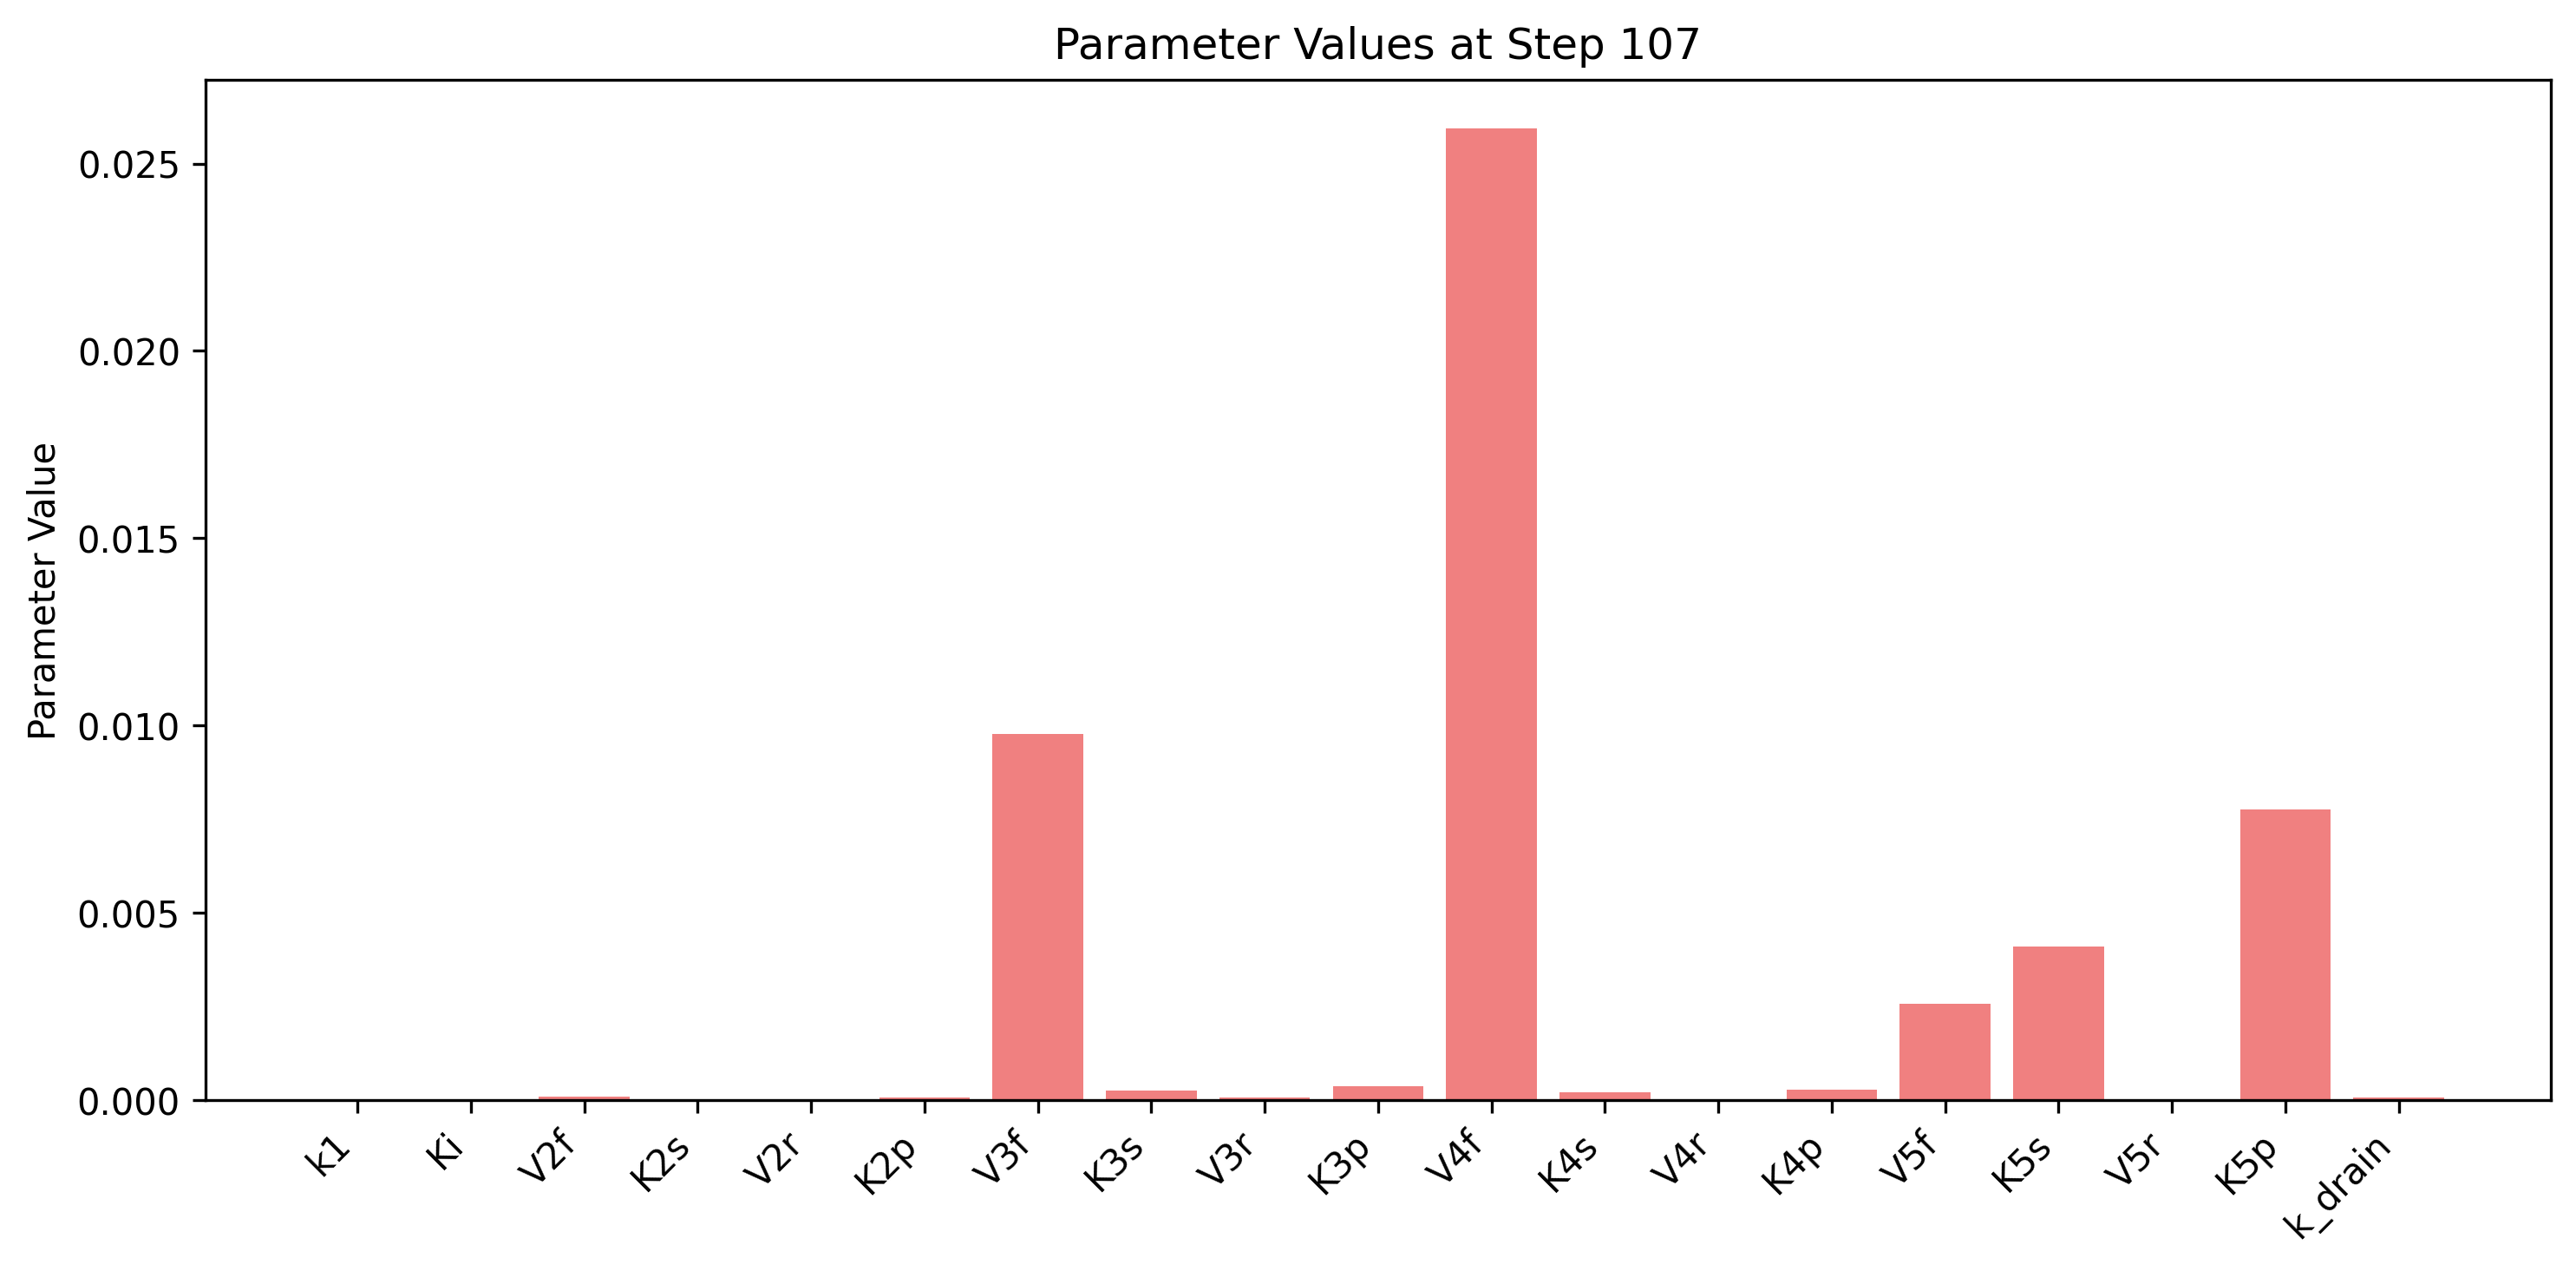 Parameter Values at Step 107
Parameter Value
0.025
0.020
0.015
0.010
0.005
0.000
k1
Ki
V2f
K2s
V2r
K2p
V3f
K3s
V3r
K3p
V4f
K4s
V4r
K4p
V5f
K5s
V5r
K5p
k_drain